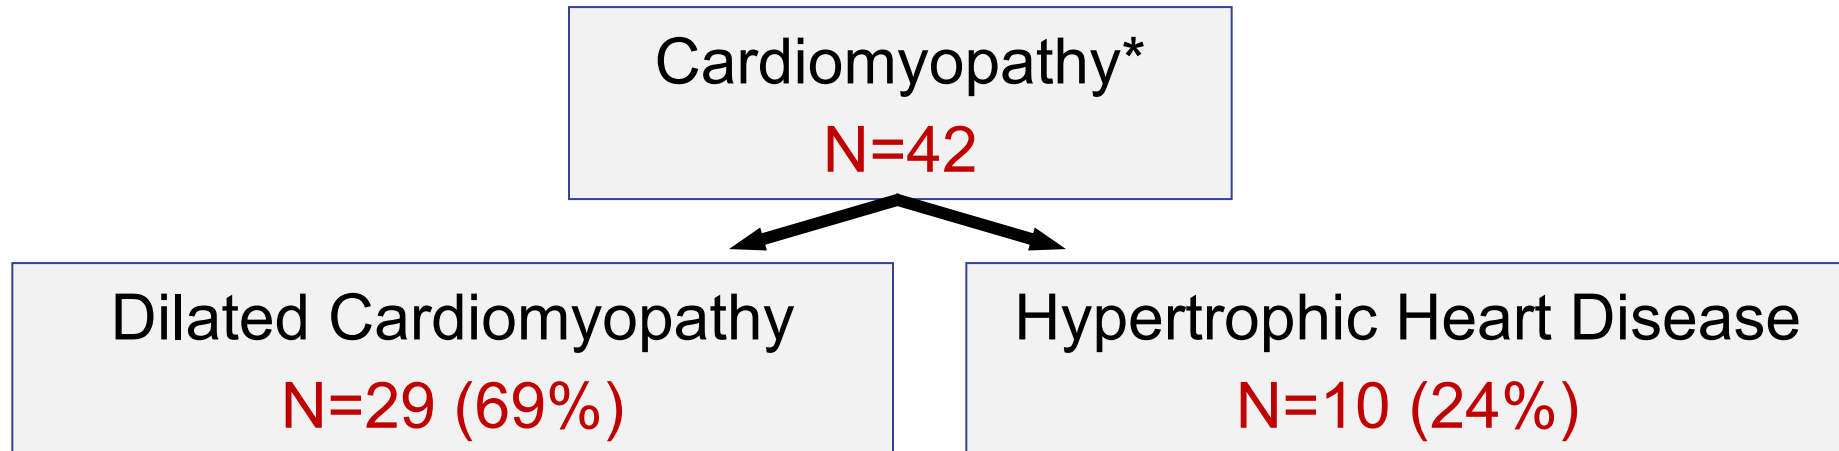 Cardiomyopathy*
N=42
Dilated Cardiomyopathy
N=29 (69%)
Hypertrophic Heart Disease
N=10 (24%)